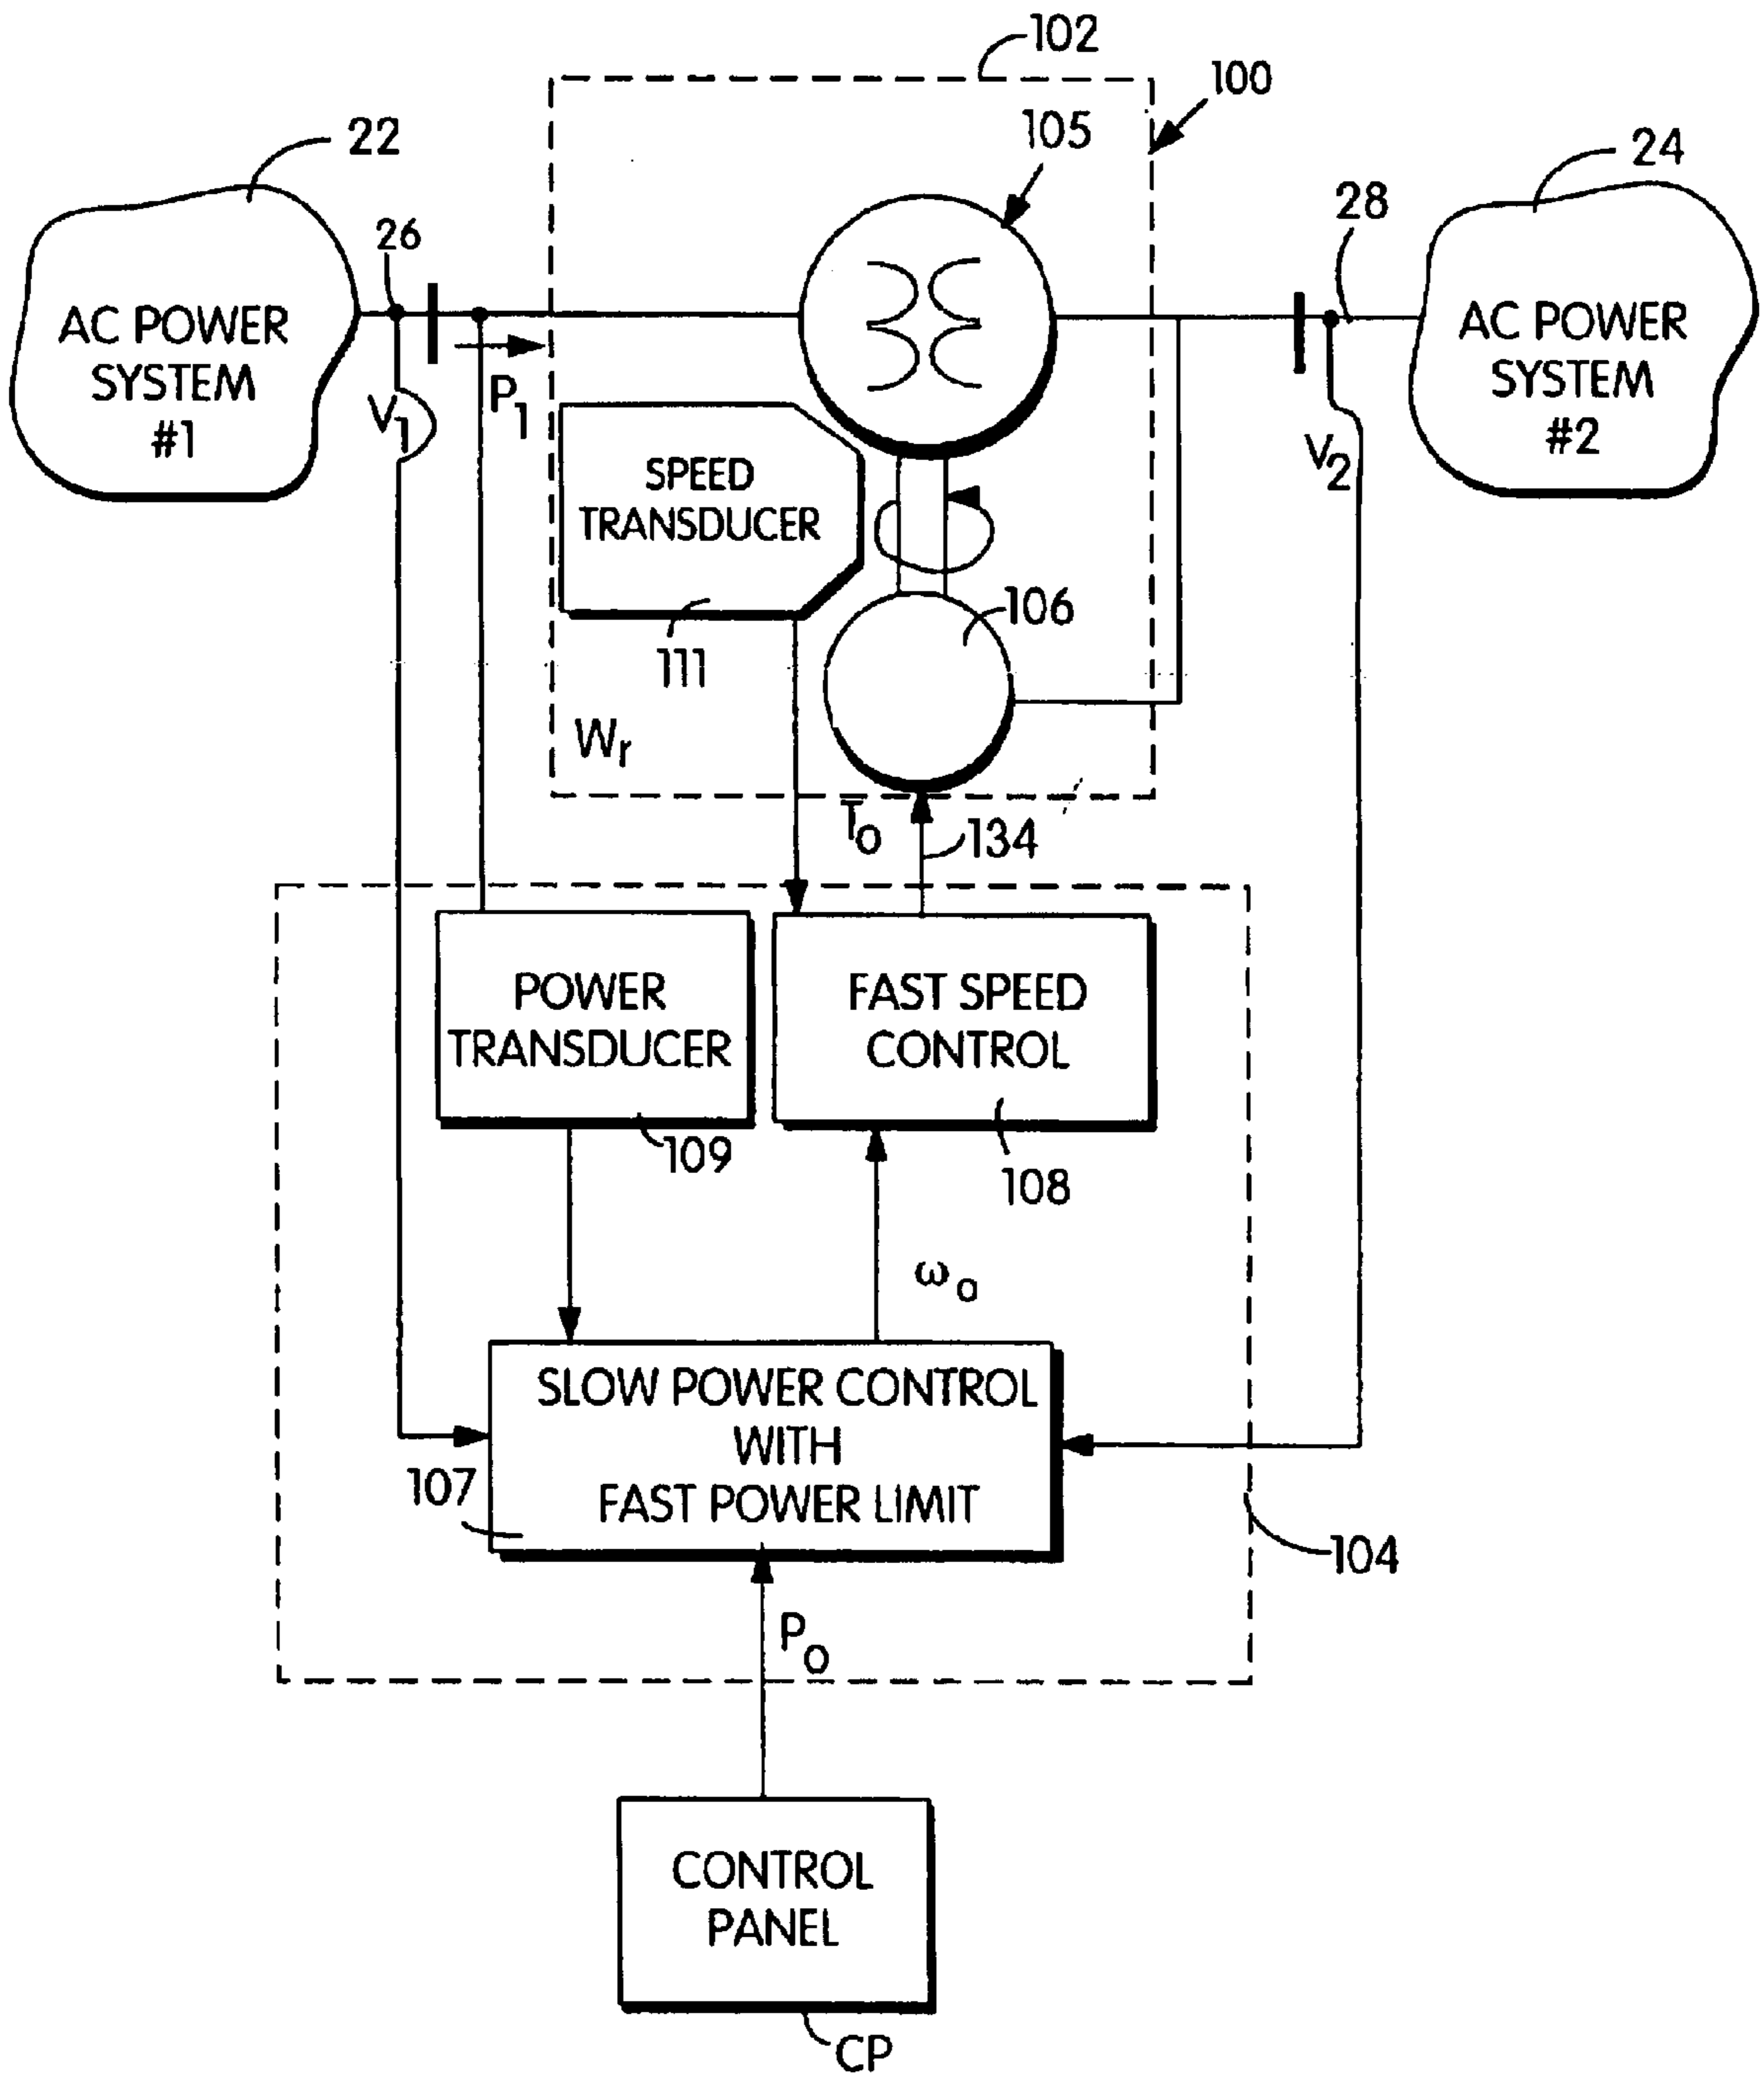 102
100
22
105
24
26
28
AC POWER
SYSTEM
#1
AC POWER
SYSTEM
#2
P1
V1
V2
SPEED
TRANSDUCER
111
106
Wr
To
134
POWER
TRANSDUCER
109
FAST SPEED
CONTROL
108
ωo
SLOW POWER CONTROL
WITH
FAST POWER LIMIT
107
104
Po
CONTROL
PANEL
CP